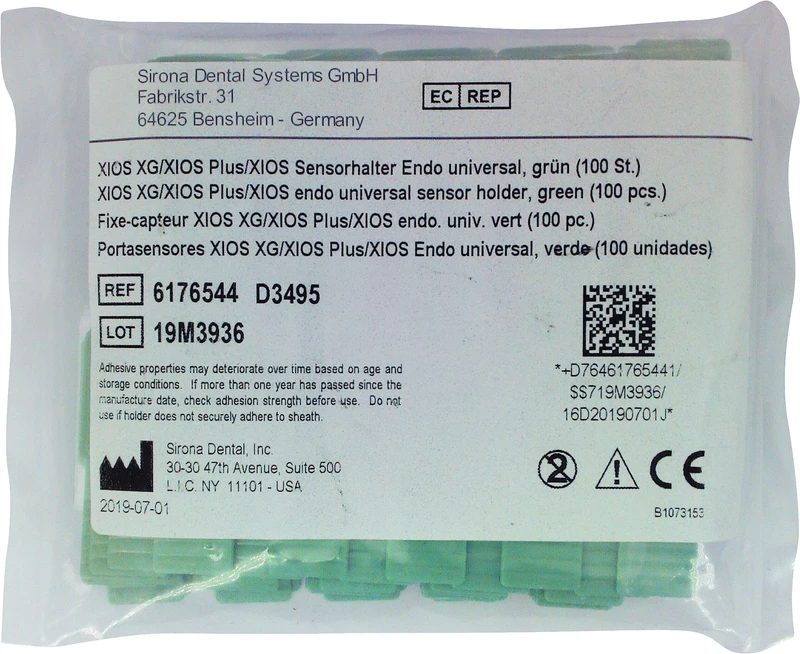 Sirona Dental Systems GmbH
Fabrikstr. 31
64625 Bensheim - Germany
EC REP
XIOS XG/XIOS Plus/XIOS Sensorhalter Endo universal, grün (100 St.)
XIOS XG/XIOS Plus/XIOS endo universal sensor holder, green (100 pcs.)
Fixe-capteur XIOS XG/XIOS Plus/XIOS endo. univ. vert (100 pc.)
Portasensores XIOS XG/XIOS Plus/XIOS Endo universal, verde (100 unidades)
REF 6176544 D3495
LOT 19M3936
Adhesive properties may deteriorate over time based on age and
storage conditions. If more than one year has passed since the
manufacture date, check adhesion strength before use. Do not
use if holder does not securely adhere to sheath.
*+D76461765441/
$$719M3936/
16D20190701J*
Sirona Dental, Inc.
30-30 47th Avenue, Suite 500
L.I.C. NY 11101 - USA
2019-07-01
2
CE
B1073153